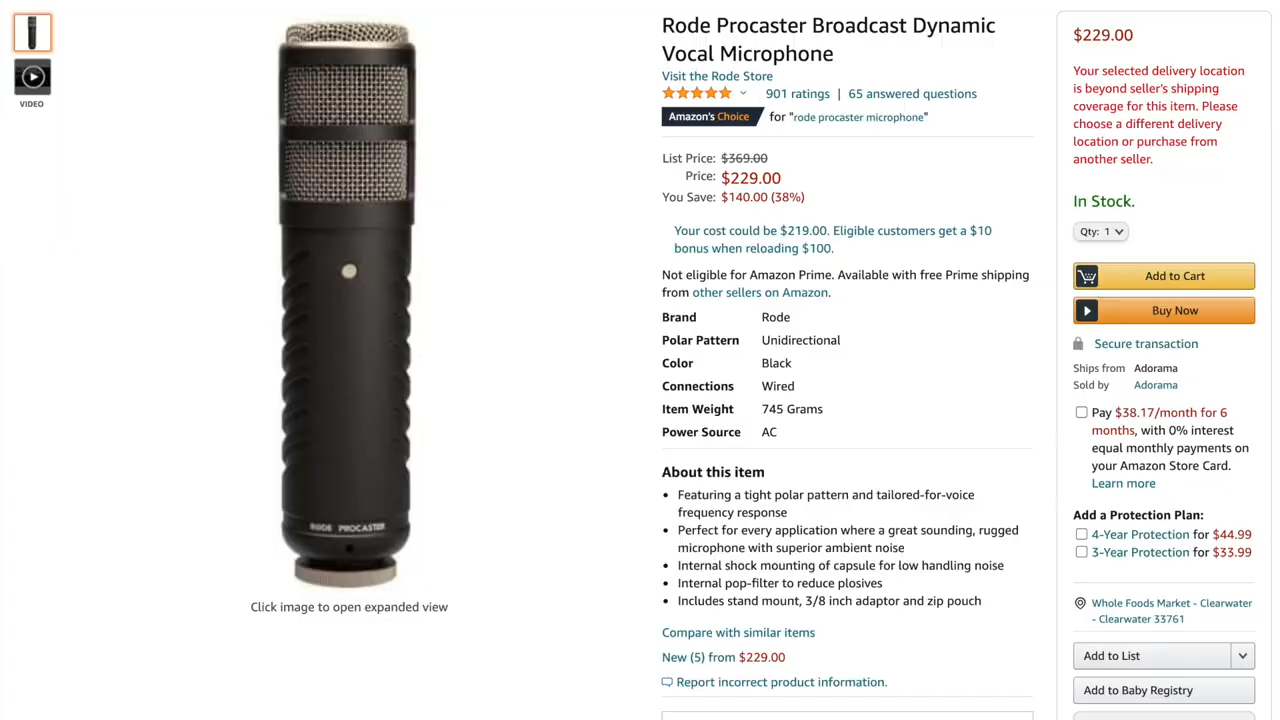 VIDEO
RODE PROCASTER
Click image to open expanded view
Rode Procaster Broadcast Dynamic
Vocal Microphone
Visit the Rode Store
901 ratings | 65 answered questions
Amazon's Choice for "rode procaster microphone"
List Price: $369.00
Price: $229.00
You Save: $140.00 (38%)
Your cost could be $219.00. Eligible customers get a $10
bonus when reloading $100.
Not eligible for Amazon Prime. Available with free Prime shipping
from other sellers on Amazon.
Brand Rode
Polar Pattern Unidirectional
Color Black
Connections Wired
Item Weight 745 Grams
Power Source AC
About this item
• Featuring a tight polar pattern and tailored-for-voice
frequency response
• Perfect for every application where a great sounding, rugged
microphone with superior ambient noise
• Internal shock mounting of capsule for low handling noise
• Internal pop-filter to reduce plosives
• Includes stand mount, 3/8 inch adaptor and zip pouch
Compare with similar items
New (5) from $229.00
Report incorrect product information.
$229.00
Your selected delivery location
is beyond seller's shipping
coverage for this item. Please
choose a different delivery
location or purchase from
another seller.
In Stock.
Qty: 1
Add to Cart
Buy Now
Secure transaction
Ships from Adorama
Sold by Adorama
Pay $38.17/month for 6
months, with 0% interest
equal monthly payments on
your Amazon Store Card.
Learn more
Add a Protection Plan:
4-Year Protection for $44.99
3-Year Protection for $33.99
Whole Foods Market - Clearwater
- Clearwater 33761
Add to List
Add to Baby Registry